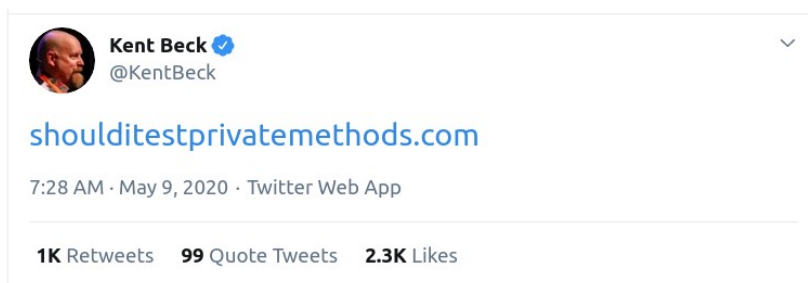 Kent Beck
@KentBeck
shoulditestprivatemethods.com
7:28 AM · May 9, 2020 · Twitter Web App
1K Retweets 99 Quote Tweets 2.3K Likes